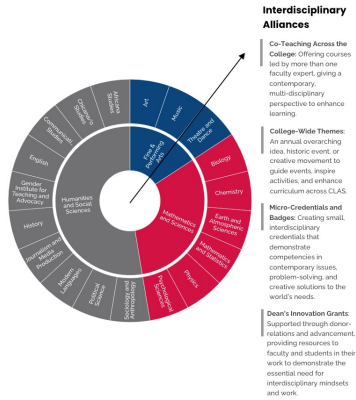 Interdisciplinary
Alliances
Co-Teaching Across the
College: Offering courses
led by more than one
faculty expert, giving a
contemporary,
multi-disciplinary
perspective to enhance
learning.
College-Wide Themes:
An annual overarching
idea, historic event, or
creative movement to
guide events, inspire
activities, and enhance
curriculum across CLAS.
Micro-Credentials and
Badges: Creating small,
interdisciplinary
credentials that
demonstrate
competencies in
contemporary issues,
problem-solving, and
creative solutions to the
world's needs.
Dean's Innovation Grants:
Supported through donor-
relations and advancement,
providing resources to
faculty and students in their
work to demonstrate the
essential need for
interdisciplinary mindsets
and work.
Fine &
Performing
Arts
Mathematics
and Sciences
Humanities
and Social
Sciences
Art
Music
Theatre and
Dance
Biology
Chemistry
Earth and
Atmospheric
Sciences
Mathematics
and Statistics
Physics
Psychological
Sciences
Sociology and
Anthropology
Political
Science
Modern
Languages
Journalism and
Media
Production
History
Gender
Institute for
Teaching and
Advocacy
English
Communication
Studies
Chicana/o
Studies
Africana
Studies